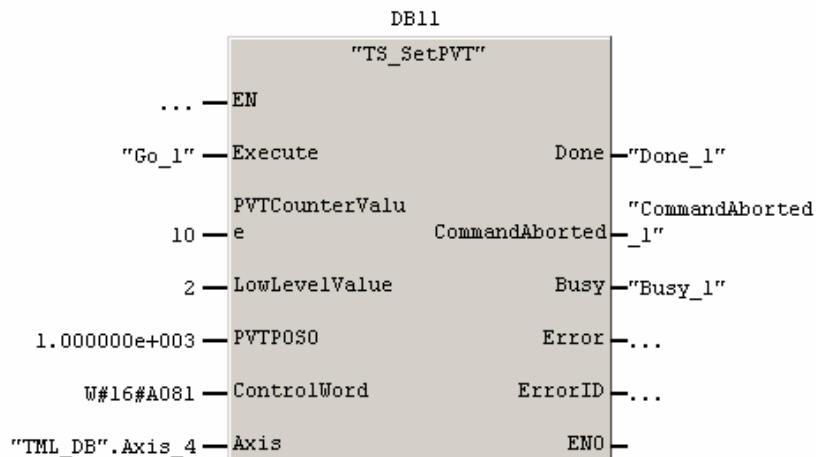 DB11
"TS_SetPVT"
... EN
"Go_1" Execute Done "Done_1"
PVTCounterValu "CommandAborted
10 e CommandAborted _1"
2 LowLevelValue Busy "Busy_1"
1.000000e+003 PVTPOS0 Error ...
W#16#A081 ControlWord ErrorID ...
"TML_DB".Axis_4 Axis ENO